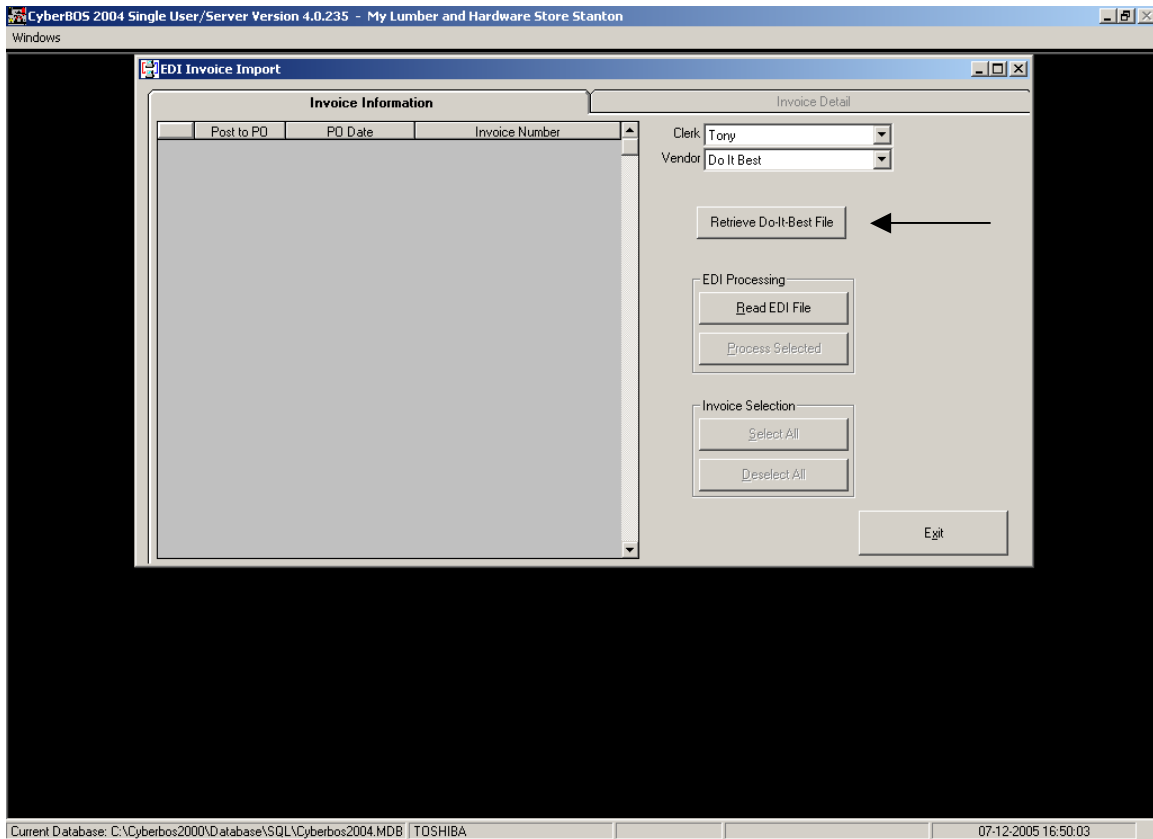 CyberBOS 2004 Single User/Server Version 4.0.235 - My Lumber and Hardware Store Stanton
Windows
EDI Invoice Import
Invoice Information
Invoice Detail
Post to PO PO Date Invoice Number
Clerk Tony
Vendor Do It Best
Retrieve Do-It-Best File
EDI Processing
Read EDI File
Process Selected
Invoice Selection
Select All
Deselect All
Exit
Current Database: C:\Cyberbos2000\Database\SQL\Cyberbos2004.MDB TOSHIBA 07-12-2005 16:50:03